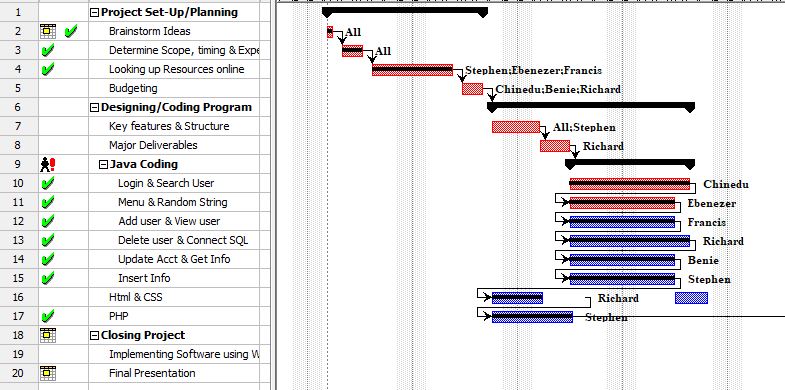 1 Project Set-Up/Planning
2 Brainstorm Ideas All
3 Determine Scope, timing & Expe All
4 Looking up Resources online Stephen;Ebenezer;Francis
5 Budgeting Chinedu;Benie;Richard
6 Designing/Coding Program
7 Key features & Structure All;Stephen
8 Major Deliverables Richard
9 Java Coding
10 Login & Search User Chinedu
11 Menu & Random String Ebenezer
12 Add user & View user Francis
13 Delete user & Connect SQL Richard
14 Update Acct & Get Info Benie
15 Insert Info Stephen
16 Html & CSS Richard
17 PHP Stephen
18 Closing Project
19 Implementing Software using W
20 Final Presentation